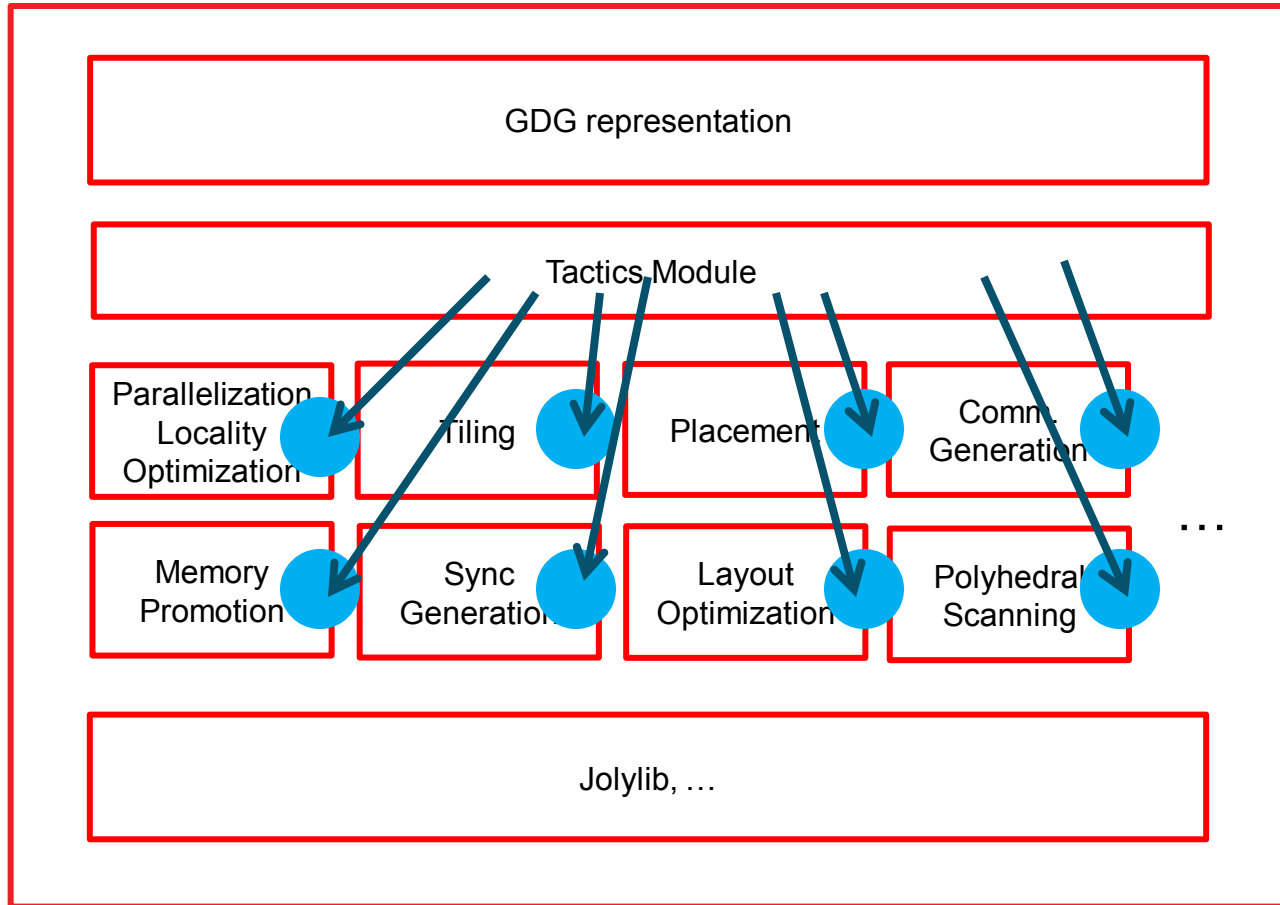 GDG representation
Tactics Module
Parallelization
Locality
Optimization
Tiling
Placement
Comm.
Generation
…
Memory
Promotion
Sync
Generation
Layout
Optimization
Polyhedral
Scanning
Jolylib, …